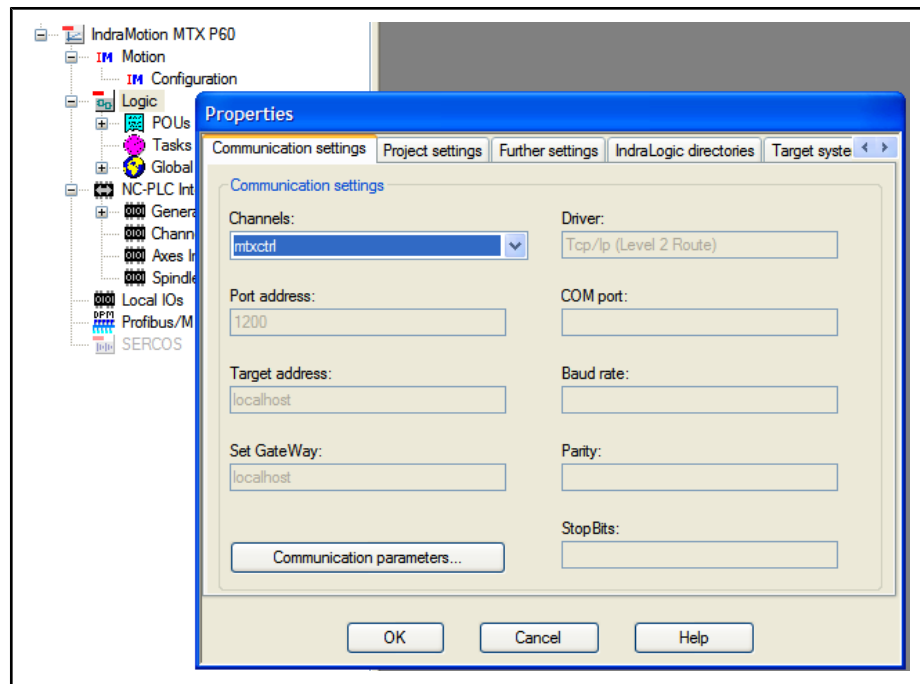 IndraMotion MTX P60
IM Motion
IM Configuration
Logic
POUs
Tasks
Global
NC-PLC Int
Genera
Chann
Axes In
Spindle
Local IOs
DPM Profibus/M
SERCOS
Properties
Communication settings Project settings Further settings IndraLogic directories Target syste
Communication settings
Channels: Driver:
mtxctrl Tcp/Ip (Level 2 Route)
Port address: COM port:
1200
Target address: Baud rate:
localhost
Set GateWay: Parity:
localhost
StopBits:
Communication parameters...
OK Cancel Help